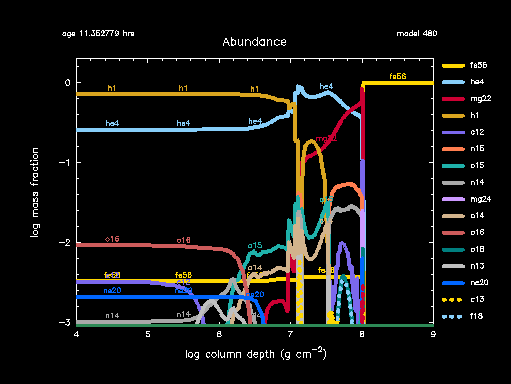 age 11.352779 hrs
model 480
Abundance
log mass fraction
0
-1
-2
-3
4
5
6
7
8
9
log column depth (g cm⁻²)
h1
h1
h1
he4
he4
he4
he4
mg22
fe56
o16
o16
o15
o14
fe56
fe56
ne20
ne20
n14
n14
fe56
he4
mg22
h1
c12
n15
o15
n14
mg24
o14
o16
o18
n13
ne20
c13
f18